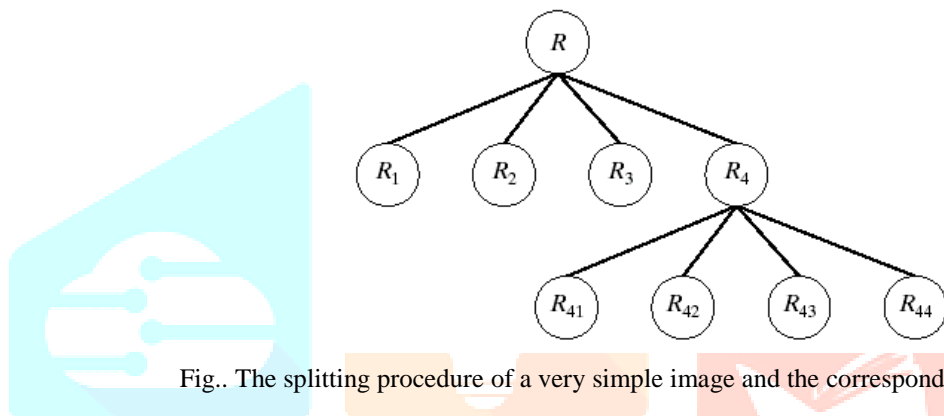 R
R1 R2 R3 R4
R41 R42 R43 R44
Fig.. The splitting procedure of a very simple image and the correspond